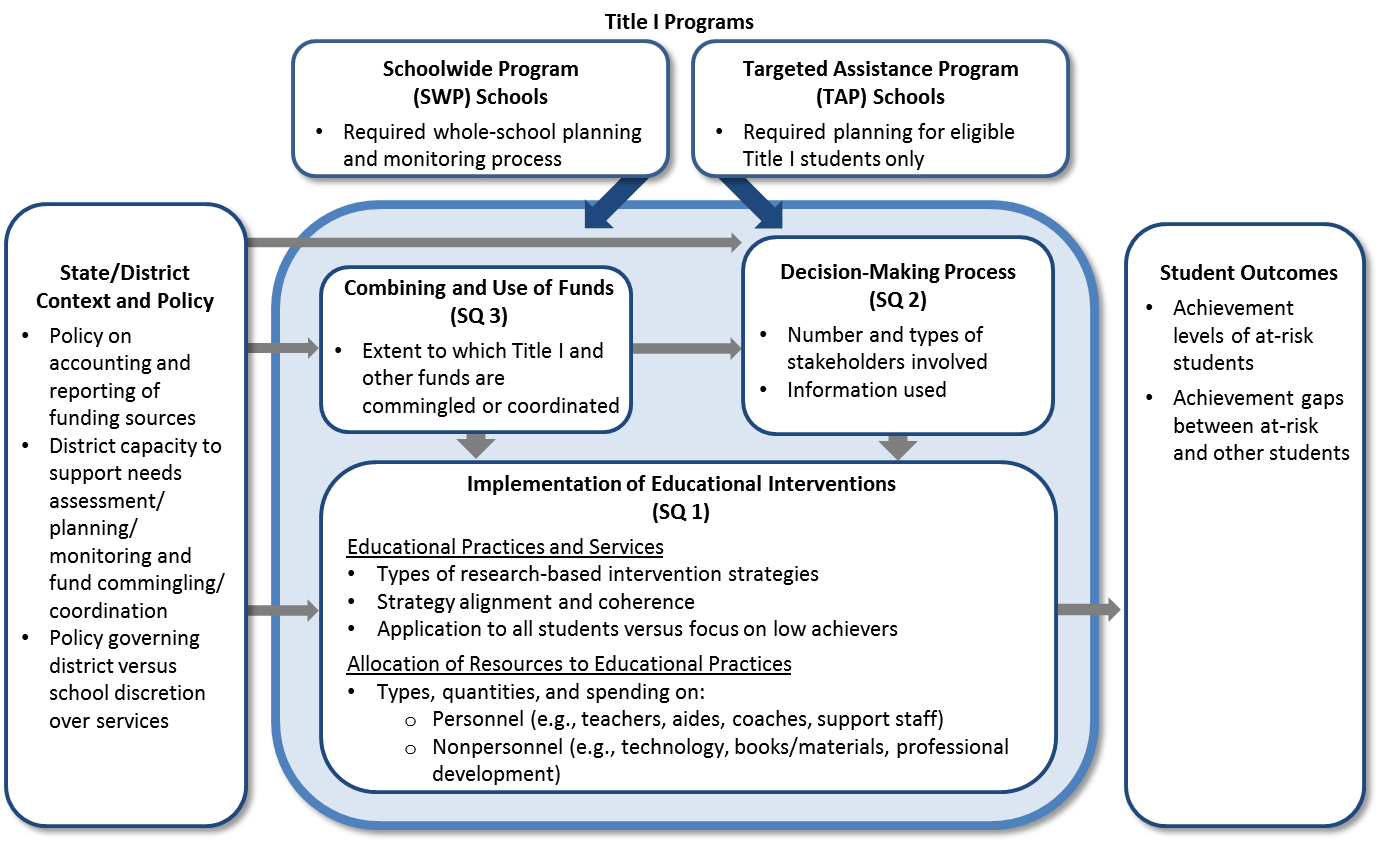 Title I Programs
Schoolwide Program
(SWP) Schools
• Required whole-school planning
and monitoring process
Targeted Assistance Program
(TAP) Schools
• Required planning for eligible
Title I students only
State/District
Context and Policy
• Policy on
accounting and
reporting of
funding sources
• District capacity to
support needs
assessment/
planning/
monitoring and
fund commingling/
coordination
• Policy governing
district versus
school discretion
over services
Combining and Use of Funds
(SQ 3)
• Extent to which Title I and
other funds are
commingled or coordinated
Decision-Making Process
(SQ 2)
• Number and types of
stakeholders involved
• Information used
Implementation of Educational Interventions
(SQ 1)
Educational Practices and Services
• Types of research-based intervention strategies
• Strategy alignment and coherence
• Application to all students versus focus on low achievers
Allocation of Resources to Educational Practices
• Types, quantities, and spending on:
o Personnel (e.g., teachers, aides, coaches, support staff)
o Nonpersonnel (e.g., technology, books/materials, professional
development)
Student Outcomes
• Achievement
levels of at-risk
students
• Achievement gaps
between at-risk
and other students